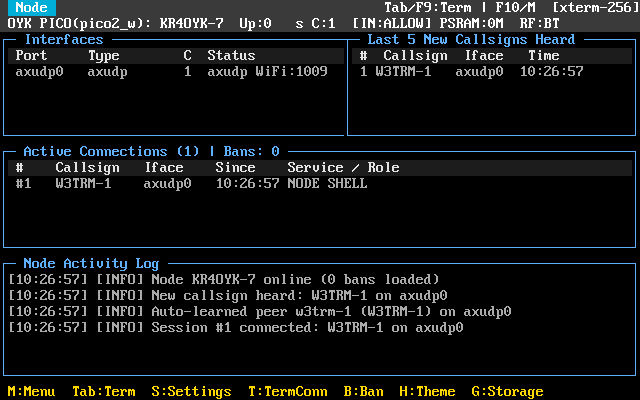 Node Tab/F9:Term | F10/M [xterm-256]
OYK PICO(pico2_w): KR4OYK-7 Up:0 s C:1 [IN:ALLOW] PSRAM:0M RF:BT
Interfaces
Port Type C Status
axudp0 axudp 1 axudp WiFi:1009
Last 5 New Callsigns Heard
# Callsign Iface Time
1 W3TRM-1 axudp0 10:26:57
Active Connections (1) | Bans: 0
# Callsign Iface Since Service / Role
#1 W3TRM-1 axudp0 10:26:57 NODE SHELL
Node Activity Log
[10:26:57] [INFO] Node KR4OYK-7 online (0 bans loaded)
[10:26:57] [INFO] New callsign heard: W3TRM-1 on axudp0
[10:26:57] [INFO] Auto-learned peer w3trm-1 (W3TRM-1) on axudp0
[10:26:57] [INFO] Session #1 connected: W3TRM-1 on axudp0
M:Menu Tab:Term S:Settings T:TermConn B:Ban H:Theme G:Storage